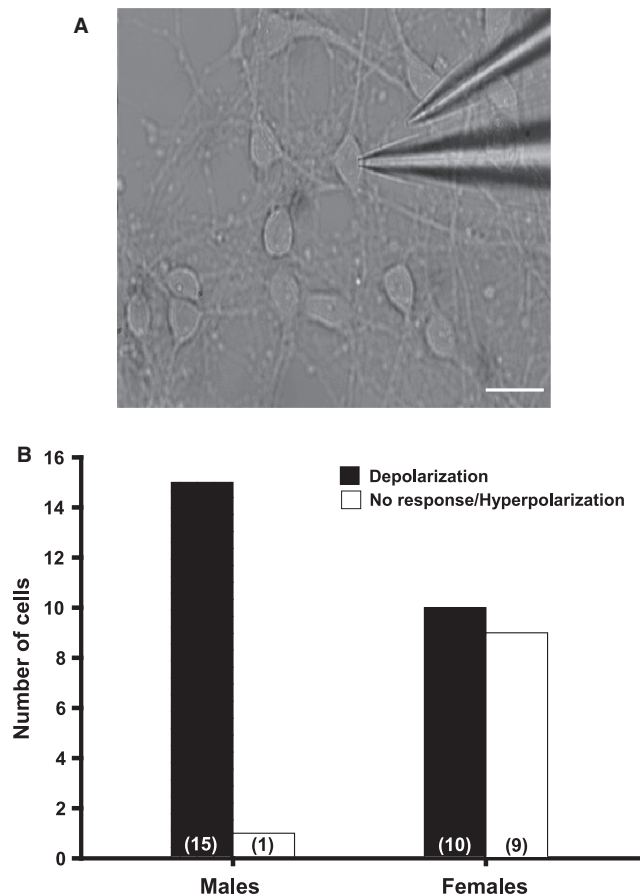 A
B
16
14
12
10
8
6
4
2
0
Number of cells
Depolarization
No response/Hyperpolarization
(15)
(1)
(10)
(9)
Males
Females